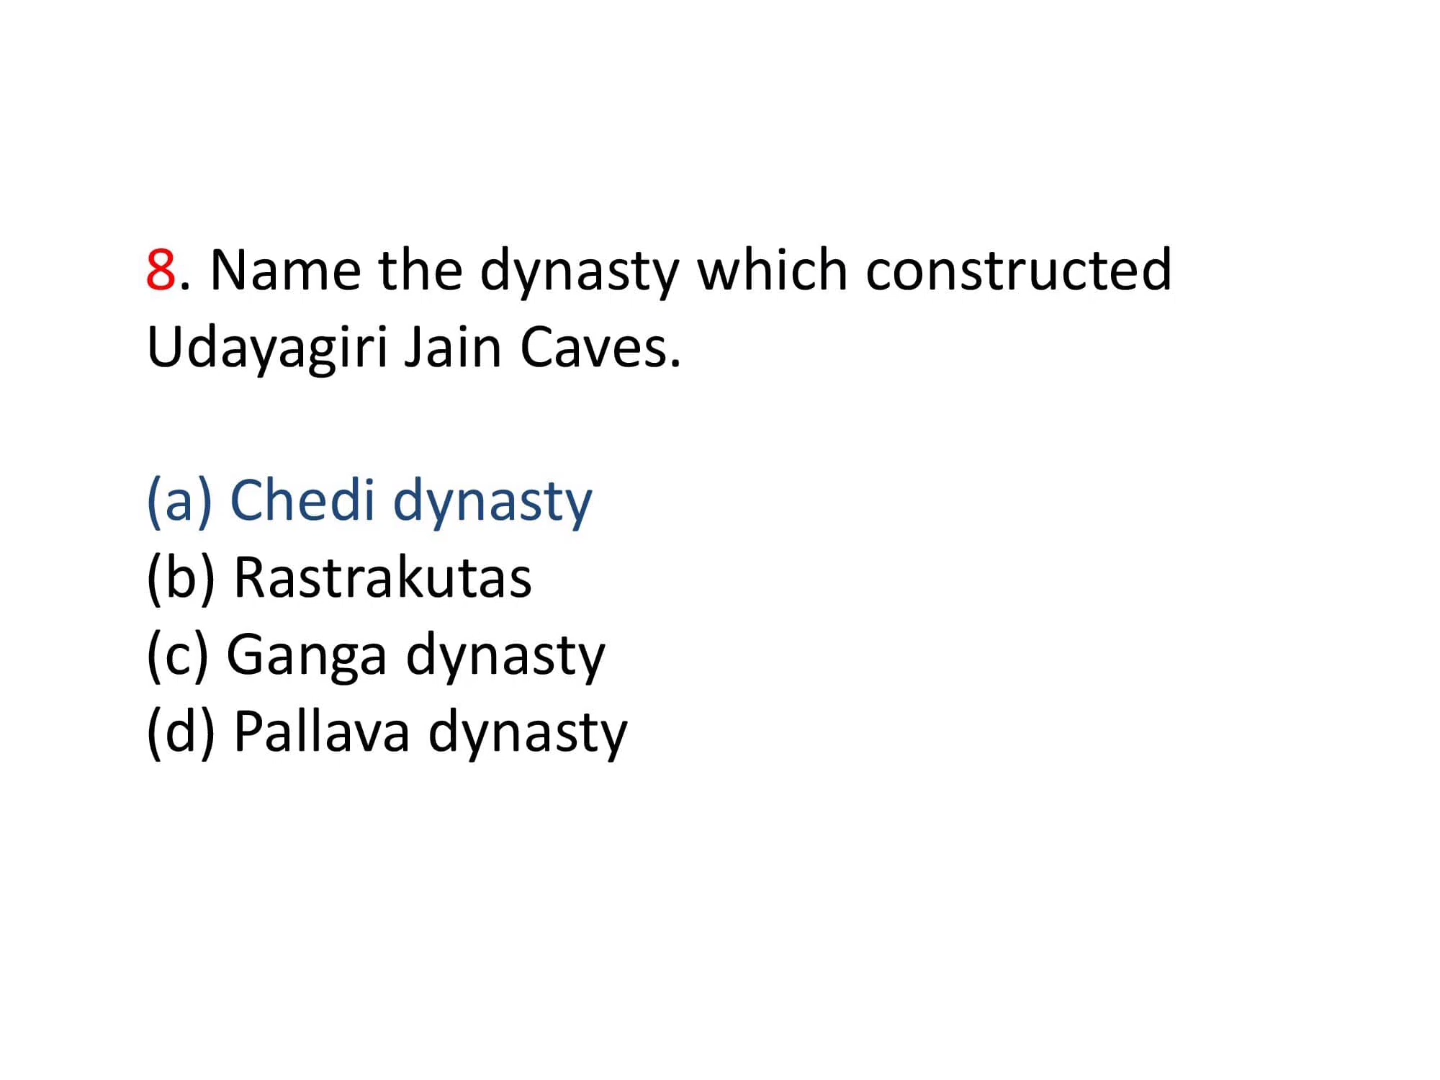 8. Name the dynasty which constructed
Udayagiri Jain Caves.
(a) Chedi dynasty
(b) Rastrakutas
(c) Ganga dynasty
(d) Pallava dynasty